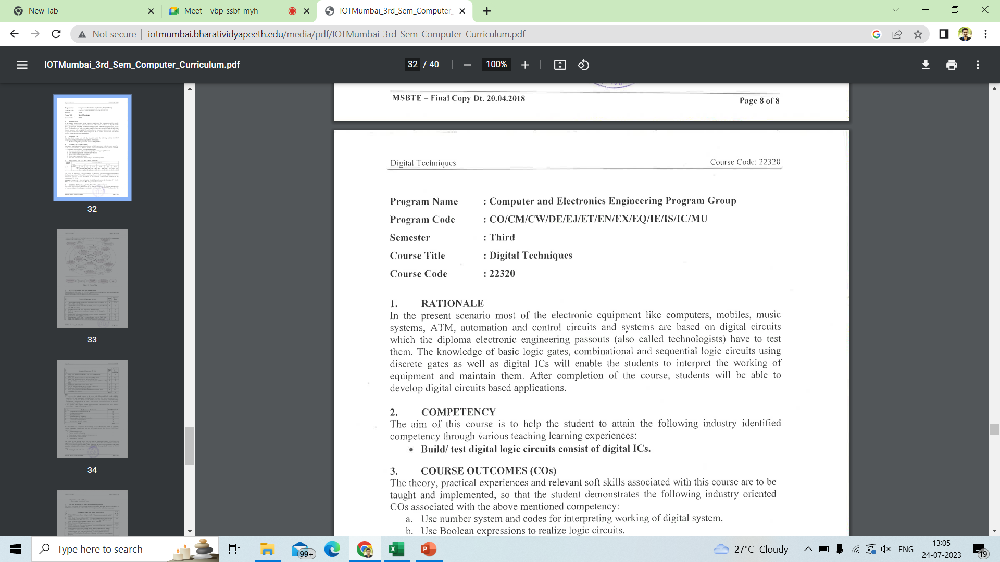 New Tab
Meet – vbp-ssbf-myh
IOTMumbai_3rd_Sem_Computer_
Not secure
iotmumbai.bharatividyapeeth.edu/media/pdf/IOTMumbai_3rd_Sem_Computer_Curriculum.pdf
IOTMumbai_3rd_Sem_Computer_Curriculum.pdf
32 / 40
100%
32
33
34
MSBTE – Final Copy Dt. 20.04.2018
Page 8 of 8
Digital Techniques
Course Code: 22320
Program Name : Computer and Electronics Engineering Program Group
Program Code : CO/CM/CW/DE/EJ/ET/EN/EX/EQ/IE/IS/IC/MU
Semester : Third
Course Title : Digital Techniques
Course Code : 22320
1. RATIONALE
In the present scenario most of the electronic equipment like computers, mobiles, music
systems, ATM, automation and control circuits and systems are based on digital circuits
which the diploma electronic engineering passouts (also called technologists) have to test
them. The knowledge of basic logic gates, combinational and sequential logic circuits using
discrete gates as well as digital ICs will enable the students to interpret the working of
equipment and maintain them. After completion of the course, students will be able to
develop digital circuits based applications.
2. COMPETENCY
The aim of this course is to help the student to attain the following industry identified
competency through various teaching learning experiences:
• Build/ test digital logic circuits consist of digital ICs.
3. COURSE OUTCOMES (COs)
The theory, practical experiences and relevant soft skills associated with this course are to be
taught and implemented, so that the student demonstrates the following industry oriented
COs associated with the above mentioned competency:
a. Use number system and codes for interpreting working of digital system.
b. Use Boolean expressions to realize logic circuits.
Type here to search
99+
27°C Cloudy
ENG
13:05
24-07-2023
19